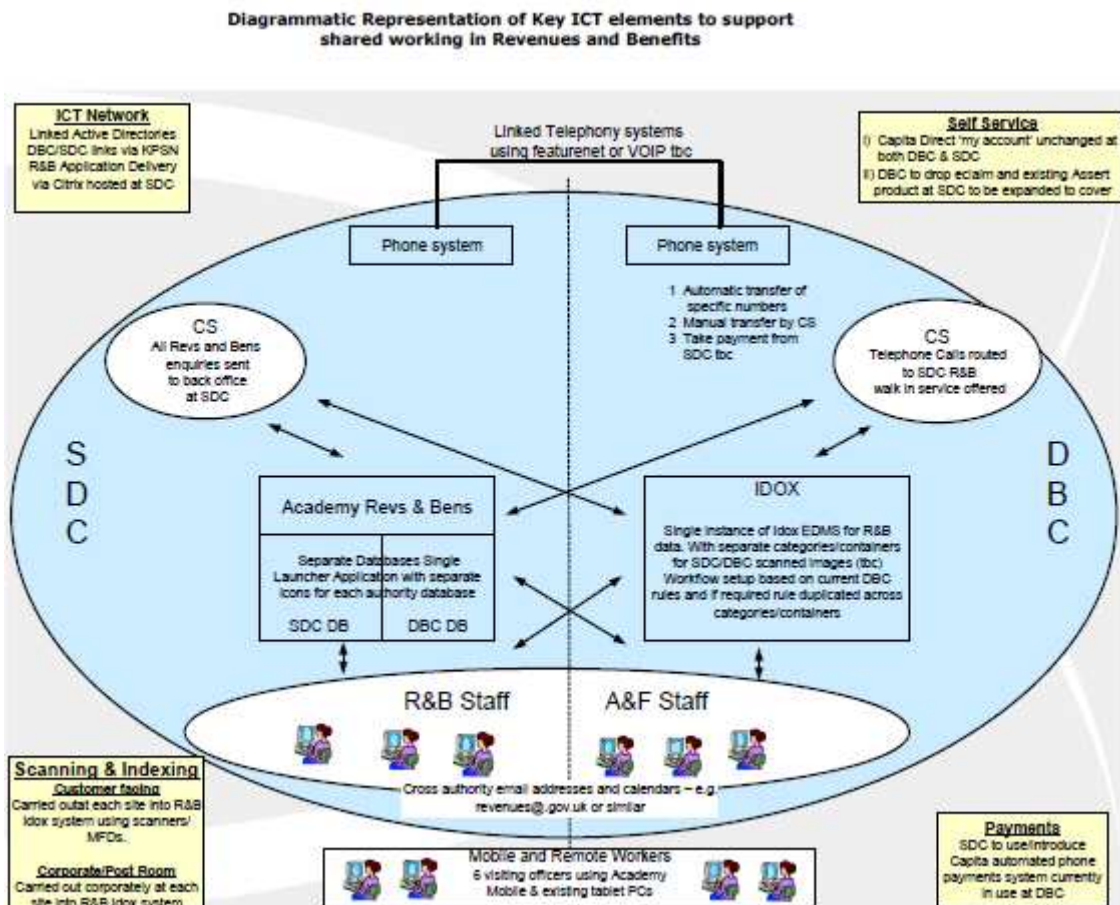 Diagrammatic Representation of Key ICT elements to support
shared working in Revenues and Benefits
ICT Network
Linked Active Directories
DBC/SDC links via KPSN
R&B Application Delivery
via Citrix hosted at SDC
Linked Telephony systems
using featurenet or VOIP tbc
Self Service
i) Capita Direct 'my account' unchanged at
both DBC & SDC
ii) DBC to drop eclaim and existing Assert
product at SDC to be expanded to cover
Phone system
Phone system
1 Automatic transfer of
specific numbers
2 Manual transfer by CS
3 Take payment from
SDC tbc
CS
All Revs and Bens
enquiries sent
to back office
at SDC
CS
Telephone Calls routed
to SDC R&B
walk in service offered
S
D
C
D
B
C
Academy Revs & Bens
Separate Databases Single
Launcher Application with separate
icons for each authority database
SDC DB
DBC DB
IDOX
Single instance of Idox EDMS for R&B
data. With separate categories/containers
for SDC/DBC scanned images (tbc)
Workflow setup based on current DBC
rules and if required rule duplicated across
categories/containers
R&B Staff
A&F Staff
Cross authority email addresses and calendars – e.g.
revenues@.gov.uk or similar
Scanning & Indexing
Customer facing
Carried outat each site into R&B
Idox system using scanners/
MFDs.
Corporate/Post Room
Carried out corporately at each
site into R&B Idox system
Mobile and Remote Workers
6 visiting officers using Academy
Mobile & existing tablet PCs
Payments
SDC to use/introduce
Capita automated phone
payments system currently
in use at DBC